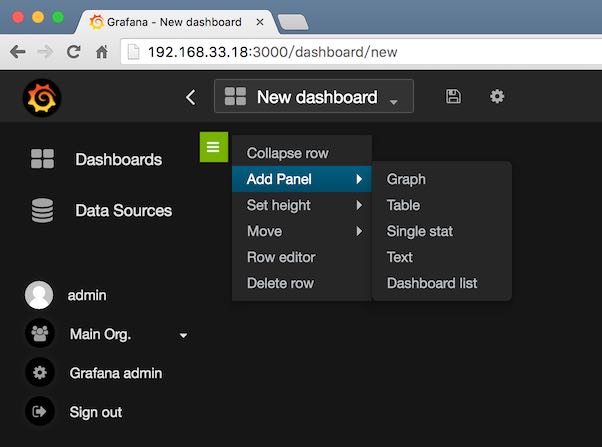 Grafana - New dashboard
192.168.33.18:3000/dashboard/new
New dashboard
Dashboards
Data Sources
admin
Main Org.
Grafana admin
Sign out
Collapse row
Add Panel
Set height
Move
Row editor
Delete row
Graph
Table
Single stat
Text
Dashboard list